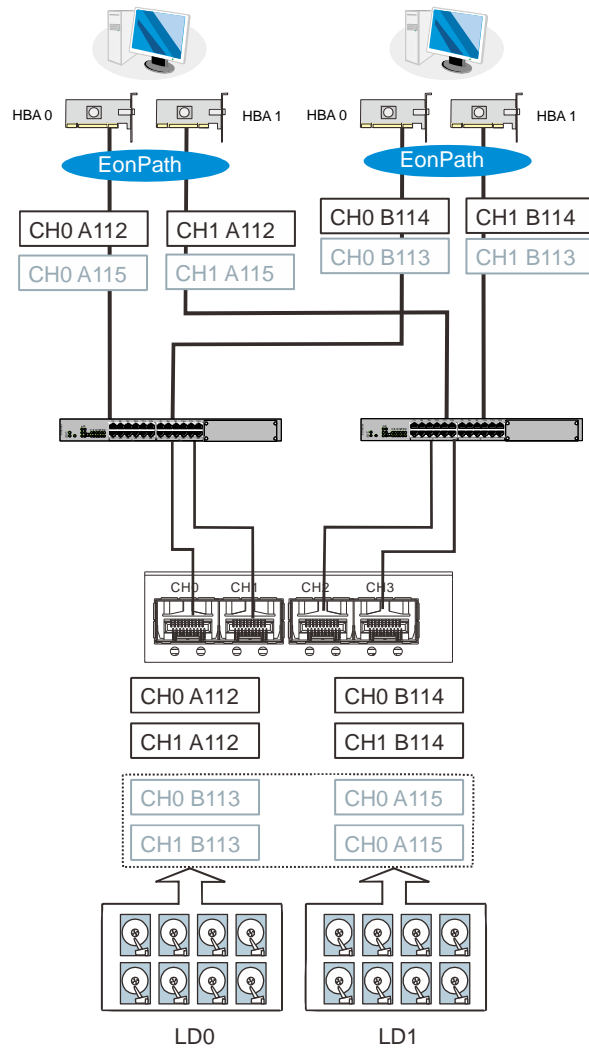 HBA 0
HBA 1
HBA 0
HBA 1
EonPath
EonPath
CH0 A112
CH1 A112
CH0 B114
CH1 B114
CH0 A115
CH1 A115
CH0 B113
CH1 B113
CH0
CH1
CH2
CH3
CH0 A112
CH0 B114
CH1 A112
CH1 B114
CH0 B113
CH0 A115
CH1 B113
CH0 A115
LD0
LD1